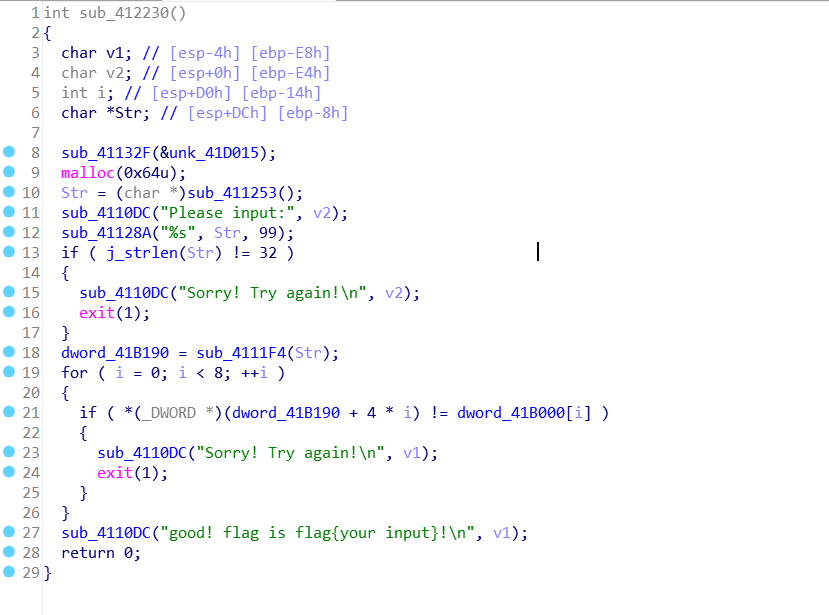 1 int sub_412230()
2 {
3   char v1; // [esp-4h] [ebp-E8h]
4   char v2; // [esp+0h] [ebp-E4h]
5   int i; // [esp+D0h] [ebp-14h]
6   char *Str; // [esp+DCh] [ebp-8h]
7
8   sub_41132F(&unk_41D015);
9   malloc(0x64u);
10   Str = (char *)sub_411253();
11   sub_4110DC("Please input:", v2);
12   sub_41128A("%s", Str, 99);
13   if ( j_strlen(Str) != 32 )
14   {
15     sub_4110DC("Sorry! Try again!\n", v2);
16     exit(1);
17   }
18   dword_41B190 = sub_4111F4(Str);
19   for ( i = 0; i < 8; ++i )
20   {
21     if ( *(_DWORD *)(dword_41B190 + 4 * i) != dword_41B000[i] )
22     {
23       sub_4110DC("Sorry! Try again!\n", v1);
24       exit(1);
25     }
26   }
27   sub_4110DC("good! flag is flag{your input}!\n", v1);
28   return 0;
29 }